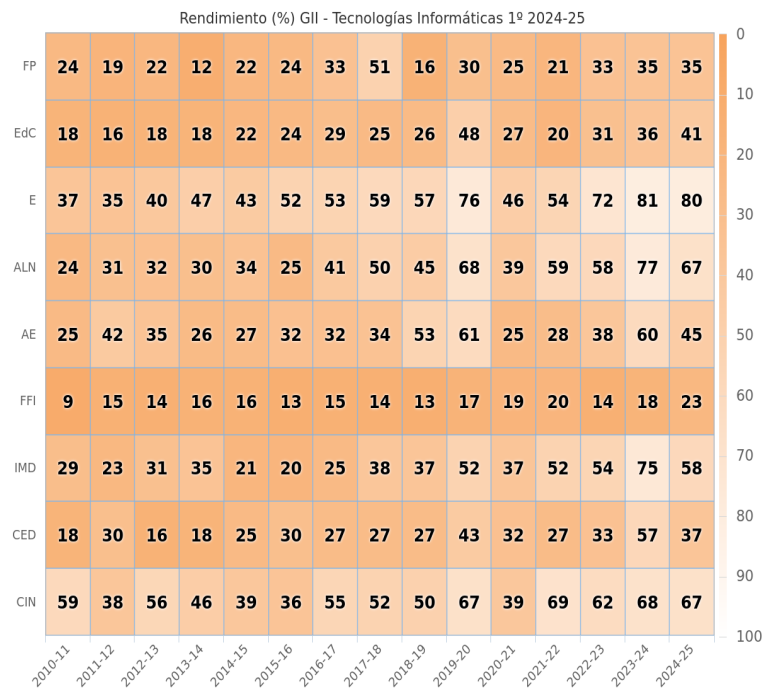 Rendimiento (%) GII - Tecnologías Informáticas 1º 2024-25
FP 24 19 22 12 22 24 33 51 16 30 25 21 33 35 35
EdC 18 16 18 18 22 24 29 25 26 48 27 20 31 36 41
E 37 35 40 47 43 52 53 59 57 76 46 54 72 81 80
ALN 24 31 32 30 34 25 41 50 45 68 39 59 58 77 67
AE 25 42 35 26 27 32 32 34 53 61 25 28 38 60 45
FFI 9 15 14 16 16 13 15 14 13 17 19 20 14 18 23
IMD 29 23 31 35 21 20 25 38 37 52 37 52 54 75 58
CED 18 30 16 18 25 30 27 27 27 43 32 27 33 57 37
CIN 59 38 56 46 39 36 55 52 50 67 39 69 62 68 67
2010-11 2011-12 2012-13 2013-14 2014-15 2015-16 2016-17 2017-18 2018-19 2019-20 2020-21 2021-22 2022-23 2023-24 2024-25
0
10
20
30
40
50
60
70
80
90
100